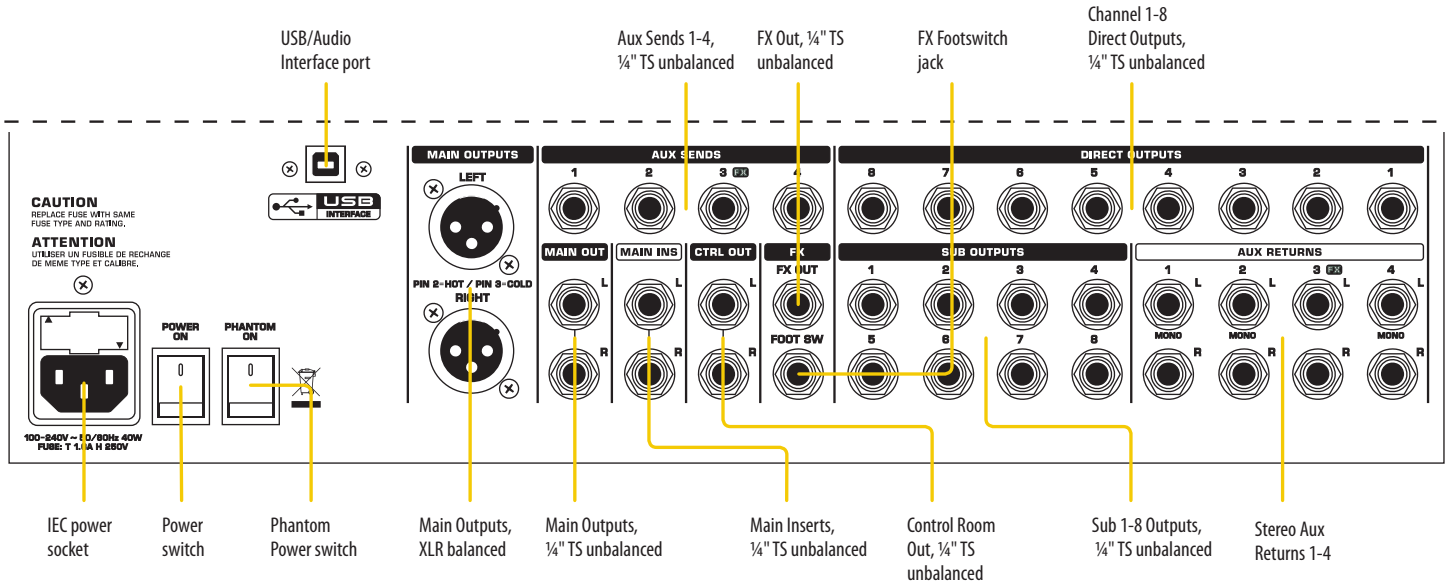 USB/Audio
Interface port
Aux Sends 1-4,
¼" TS unbalanced
FX Out, ¼" TS
unbalanced
FX Footswitch
jack
Channel 1-8
Direct Outputs,
¼" TS unbalanced
MAIN OUTPUTS
AUX SENDS
DIRECT OUTPUTS
LEFT
1 2 3 FX 4
8 7 6 5 4 3 2 1
USB
INTERFACE
CAUTION
REPLACE FUSE WITH SAME
FUSE TYPE AND RATING.
ATTENTION
UTILISER UN FUSIBLE DE RECHANGE
DE MEME TYPE ET CALIBRE.
PIN 2-HOT / PIN 3-COLD
RIGHT
MAIN OUT
MAIN INS
CTRL OUT
FX
SUB OUTPUTS
AUX RETURNS
FX OUT
1 2 3 4
1 2 3 FX 4
L L L L L L L
POWER
ON
PHANTOM
ON
FOOT SW
5 6 7 8
MONO MONO MONO
R R R R R R R
100-240V ~ 50/60Hz 40W
FUSE: T 1.0A H 250V
IEC power
socket
Power
switch
Phantom
Power switch
Main Outputs,
XLR balanced
Main Outputs,
¼" TS unbalanced
Main Inserts,
¼" TS unbalanced
Control Room
Out, ¼" TS
unbalanced
Sub 1-8 Outputs,
¼" TS unbalanced
Stereo Aux
Returns 1-4